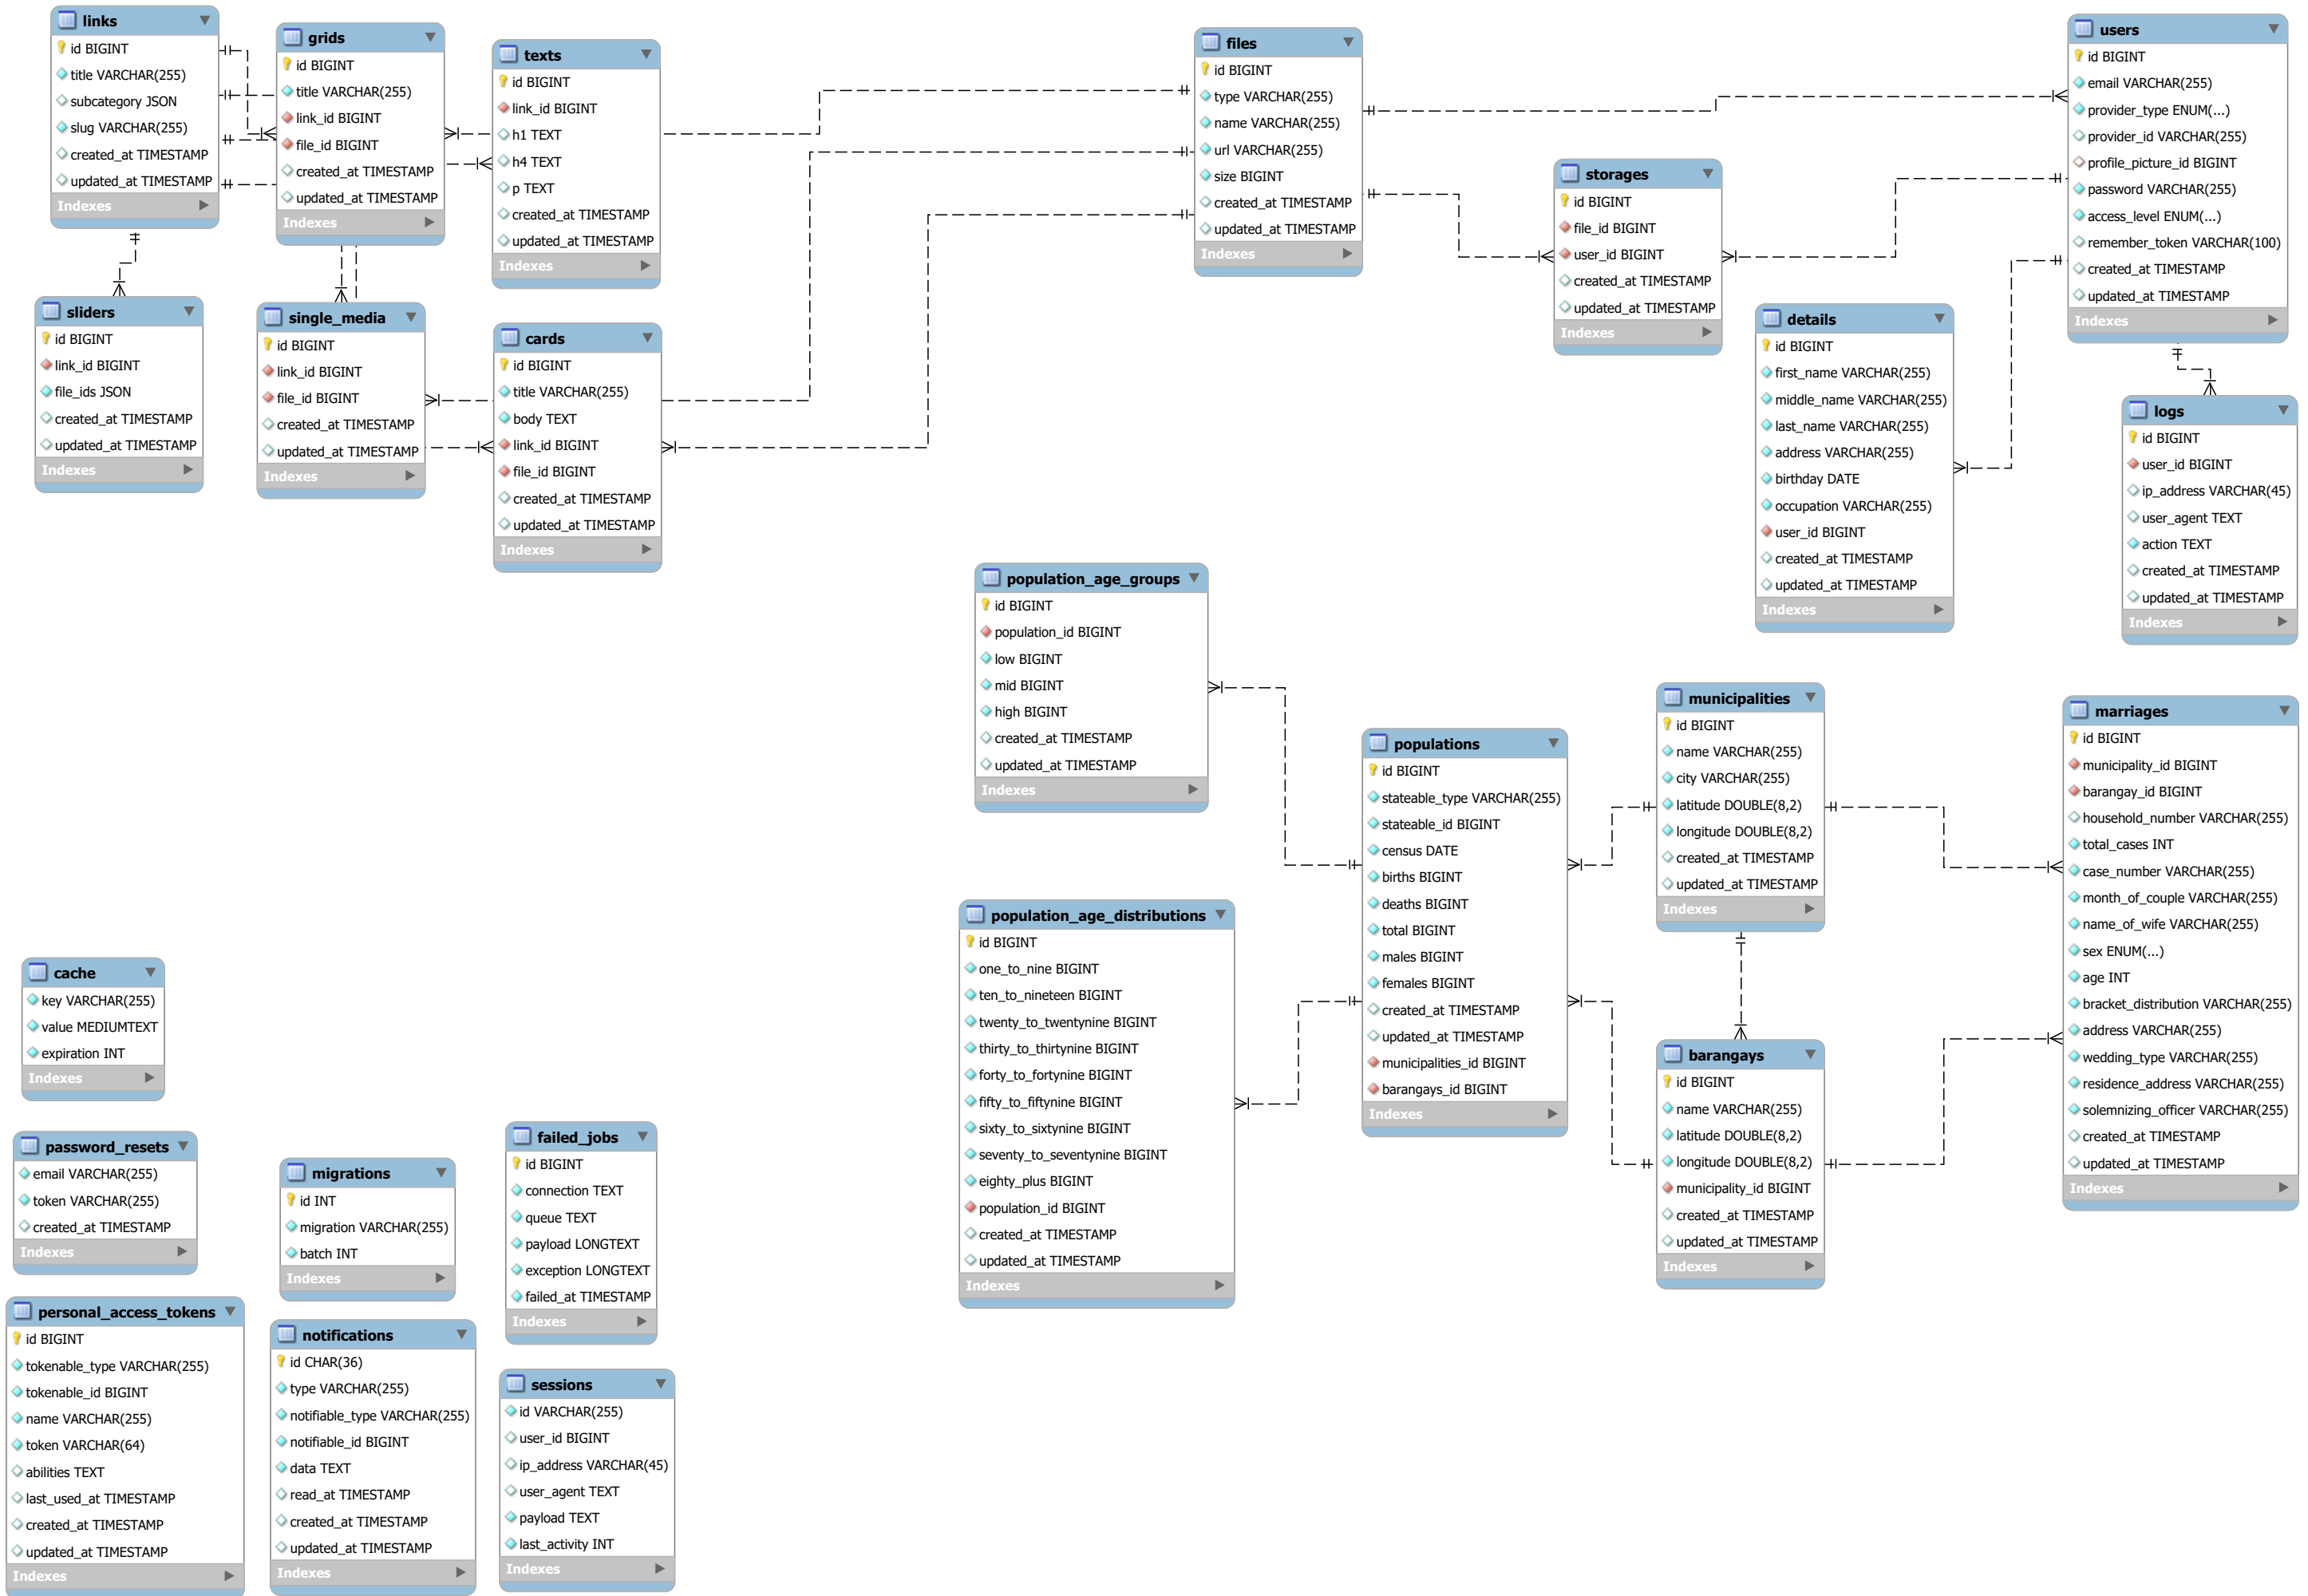 links
id BIGINT
title VARCHAR(255)
subcategory JSON
slug VARCHAR(255)
created_at TIMESTAMP
updated_at TIMESTAMP
Indexes
grids
id BIGINT
title VARCHAR(255)
link_id BIGINT
file_id BIGINT
created_at TIMESTAMP
updated_at TIMESTAMP
Indexes
texts
id BIGINT
link_id BIGINT
h1 TEXT
h4 TEXT
p TEXT
created_at TIMESTAMP
updated_at TIMESTAMP
Indexes
files
id BIGINT
type VARCHAR(255)
name VARCHAR(255)
url VARCHAR(255)
size BIGINT
created_at TIMESTAMP
updated_at TIMESTAMP
Indexes
users
id BIGINT
email VARCHAR(255)
provider_type ENUM(...)
provider_id VARCHAR(255)
profile_picture_id BIGINT
password VARCHAR(255)
access_level ENUM(...)
remember_token VARCHAR(100)
created_at TIMESTAMP
updated_at TIMESTAMP
Indexes
storages
id BIGINT
file_id BIGINT
user_id BIGINT
created_at TIMESTAMP
updated_at TIMESTAMP
Indexes
sliders
id BIGINT
link_id BIGINT
file_ids JSON
created_at TIMESTAMP
updated_at TIMESTAMP
Indexes
single_media
id BIGINT
link_id BIGINT
file_id BIGINT
created_at TIMESTAMP
updated_at TIMESTAMP
Indexes
cards
id BIGINT
title VARCHAR(255)
body TEXT
link_id BIGINT
file_id BIGINT
created_at TIMESTAMP
updated_at TIMESTAMP
Indexes
details
id BIGINT
first_name VARCHAR(255)
middle_name VARCHAR(255)
last_name VARCHAR(255)
address VARCHAR(255)
birthday DATE
occupation VARCHAR(255)
user_id BIGINT
created_at TIMESTAMP
updated_at TIMESTAMP
Indexes
logs
id BIGINT
user_id BIGINT
ip_address VARCHAR(45)
user_agent TEXT
action TEXT
created_at TIMESTAMP
updated_at TIMESTAMP
Indexes
population_age_groups
id BIGINT
population_id BIGINT
low BIGINT
mid BIGINT
high BIGINT
created_at TIMESTAMP
updated_at TIMESTAMP
Indexes
populations
id BIGINT
stateable_type VARCHAR(255)
stateable_id BIGINT
census DATE
births BIGINT
deaths BIGINT
total BIGINT
males BIGINT
females BIGINT
created_at TIMESTAMP
updated_at TIMESTAMP
municipalities_id BIGINT
barangays_id BIGINT
Indexes
municipalities
id BIGINT
name VARCHAR(255)
city VARCHAR(255)
latitude DOUBLE(8,2)
longitude DOUBLE(8,2)
created_at TIMESTAMP
updated_at TIMESTAMP
Indexes
marriages
id BIGINT
municipality_id BIGINT
barangay_id BIGINT
household_number VARCHAR(255)
total_cases INT
case_number VARCHAR(255)
month_of_couple VARCHAR(255)
name_of_wife VARCHAR(255)
sex ENUM(...)
age INT
bracket_distribution VARCHAR(255)
address VARCHAR(255)
wedding_type VARCHAR(255)
residence_address VARCHAR(255)
solemnizing_officer VARCHAR(255)
created_at TIMESTAMP
updated_at TIMESTAMP
Indexes
population_age_distributions
id BIGINT
one_to_nine BIGINT
ten_to_nineteen BIGINT
twenty_to_twentynine BIGINT
thirty_to_thirtynine BIGINT
forty_to_fortynine BIGINT
fifty_to_fiftynine BIGINT
sixty_to_sixtynine BIGINT
seventy_to_seventynine BIGINT
eighty_plus BIGINT
population_id BIGINT
created_at TIMESTAMP
updated_at TIMESTAMP
Indexes
barangays
id BIGINT
name VARCHAR(255)
latitude DOUBLE(8,2)
longitude DOUBLE(8,2)
municipality_id BIGINT
created_at TIMESTAMP
updated_at TIMESTAMP
Indexes
cache
key VARCHAR(255)
value MEDIUMTEXT
expiration INT
Indexes
password_resets
email VARCHAR(255)
token VARCHAR(255)
created_at TIMESTAMP
Indexes
migrations
id INT
migration VARCHAR(255)
batch INT
Indexes
failed_jobs
id BIGINT
connection TEXT
queue TEXT
payload LONGTEXT
exception LONGTEXT
failed_at TIMESTAMP
Indexes
personal_access_tokens
id BIGINT
tokenable_type VARCHAR(255)
tokenable_id BIGINT
name VARCHAR(255)
token VARCHAR(64)
abilities TEXT
last_used_at TIMESTAMP
created_at TIMESTAMP
updated_at TIMESTAMP
Indexes
notifications
id CHAR(36)
type VARCHAR(255)
notifiable_type VARCHAR(255)
notifiable_id BIGINT
data TEXT
read_at TIMESTAMP
created_at TIMESTAMP
updated_at TIMESTAMP
Indexes
sessions
id VARCHAR(255)
user_id BIGINT
ip_address VARCHAR(45)
user_agent TEXT
payload TEXT
last_activity INT
Indexes